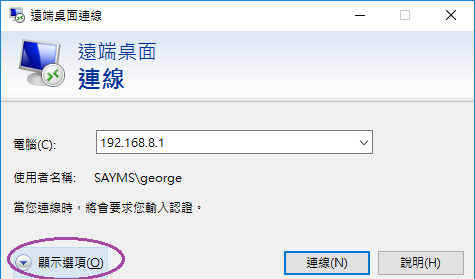 遠端桌面連線
遠端桌面
連線
電腦(C): 192.168.8.1
使用者名稱: SAYMS\george
當您連線時，將會要求您輸入認證。
顯示選項(O) 連線(N) 說明(H)